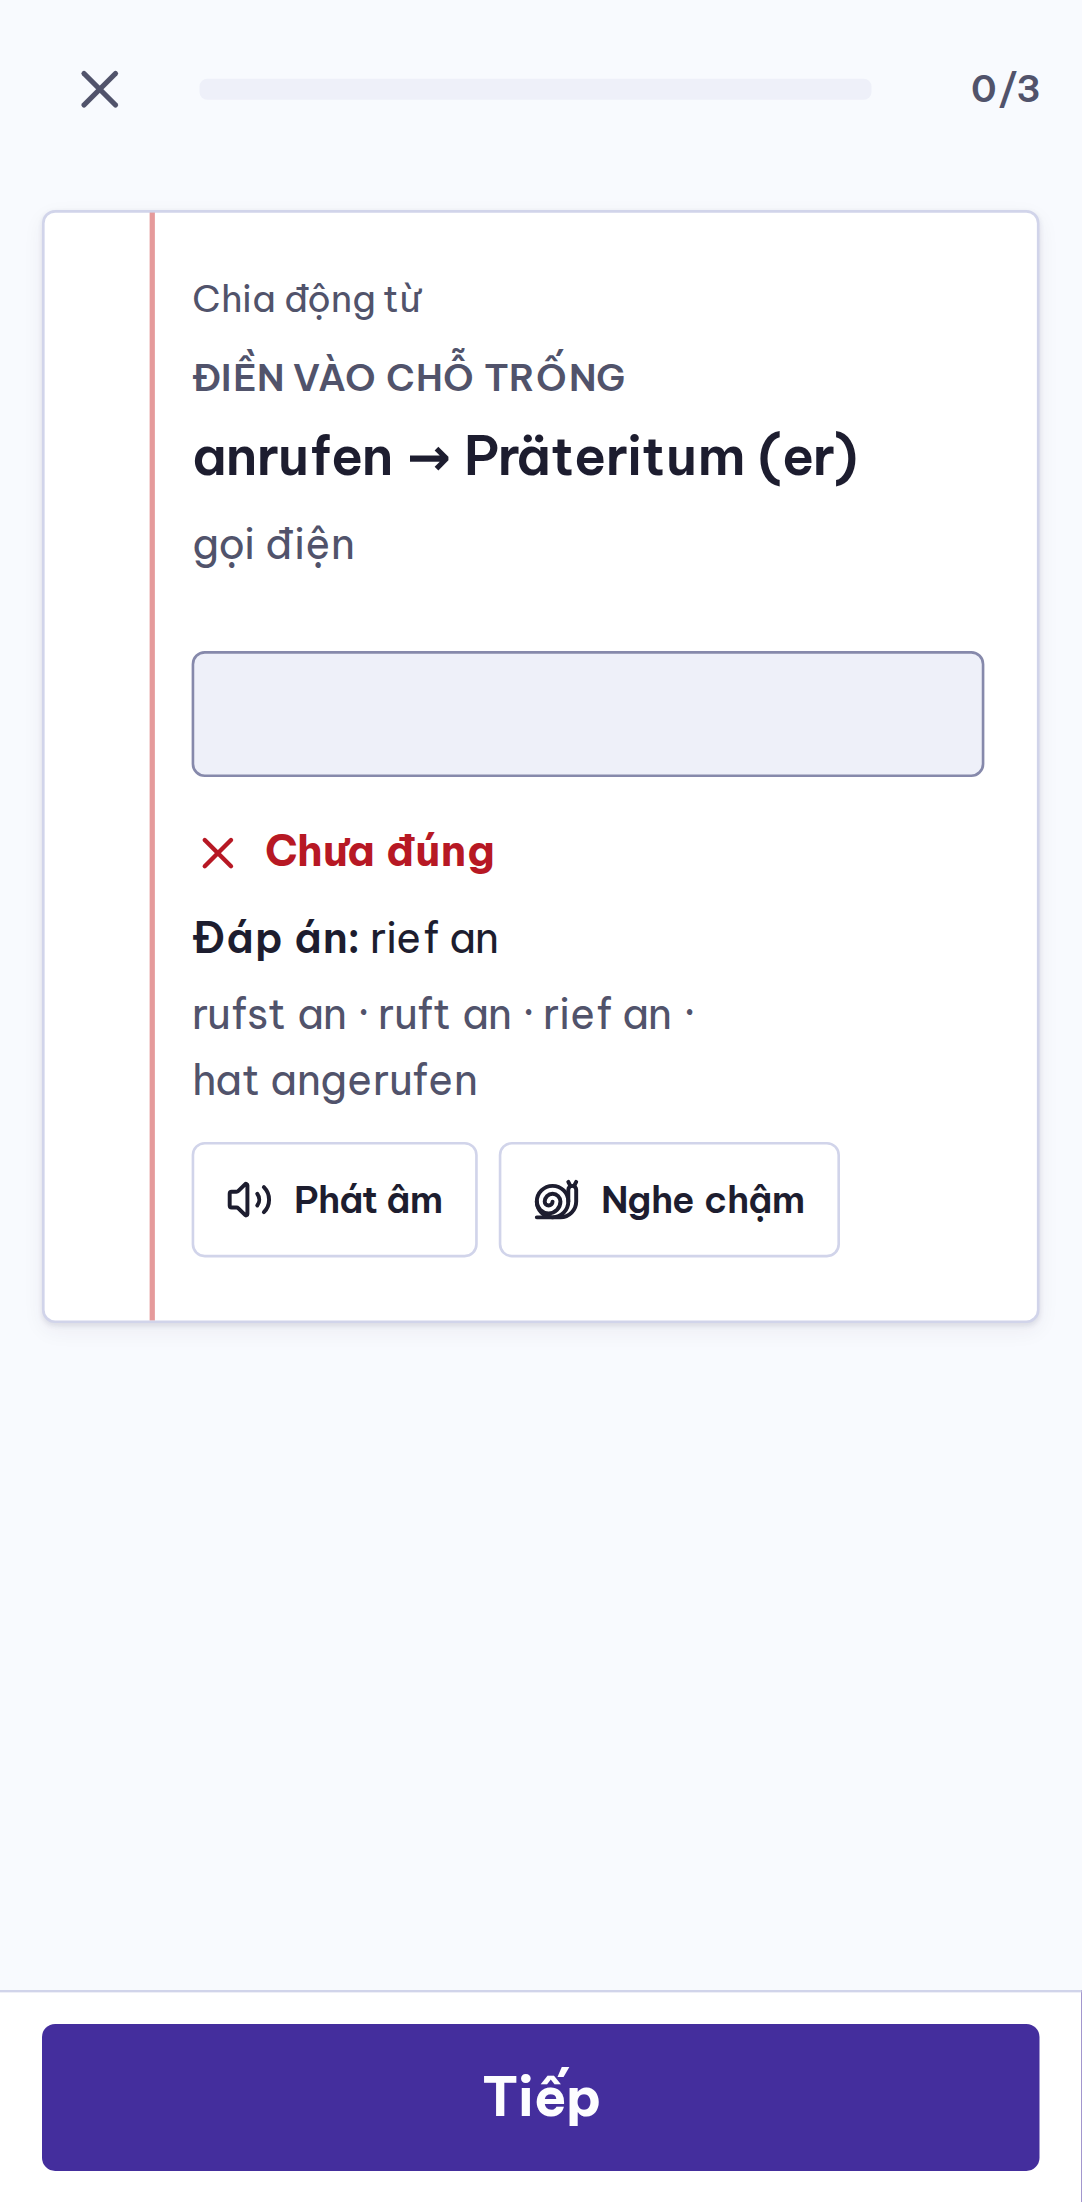 0/3
Chia động từ
ĐIỀN VÀO CHỖ TRỐNG
anrufen → Präteritum (er)
gọi điện
Chưa đúng
Đáp án: rief an
rufst an · ruft an · rief an ·
hat angerufen
Phát âm
Nghe chậm
Tiếp